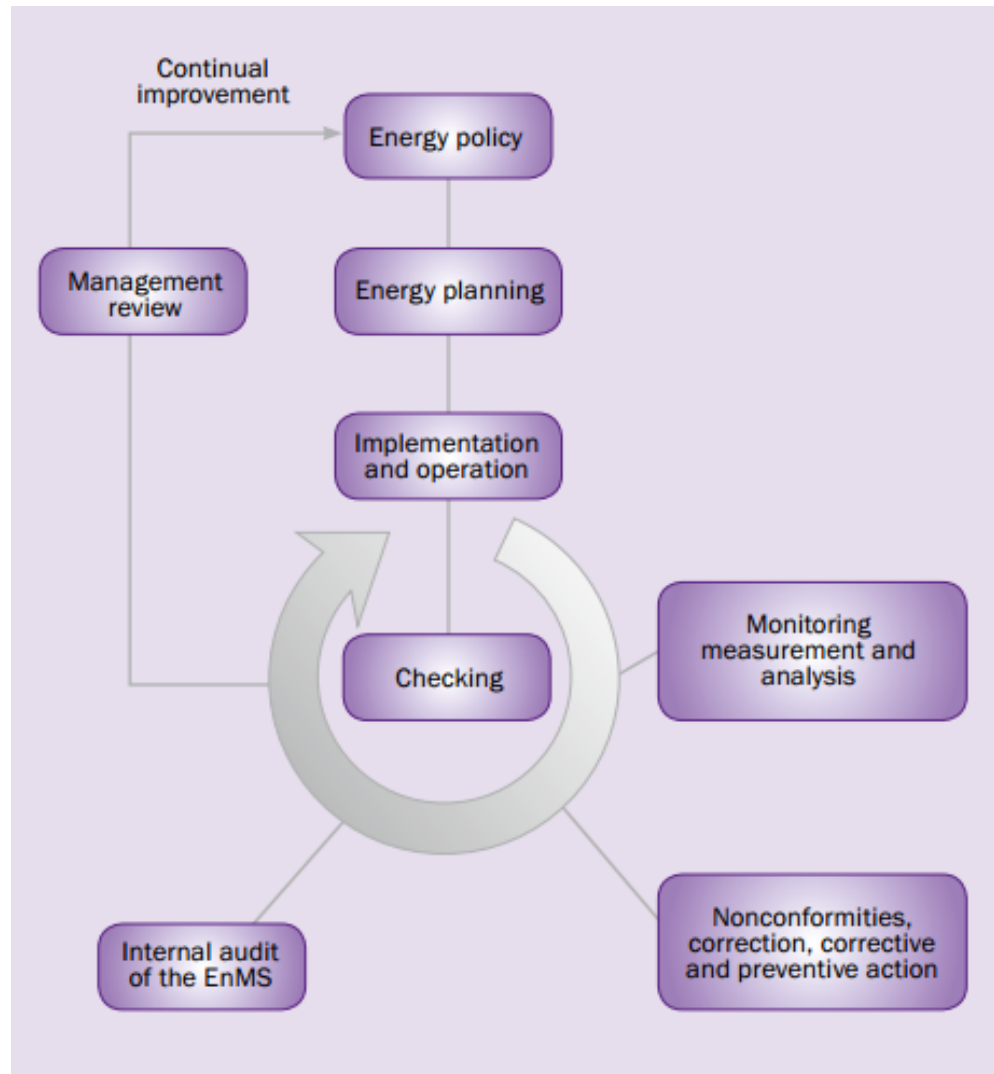 Continual
improvement
Energy policy
Management
review
Energy planning
Implementation
and operation
Checking
Monitoring
measurement and
analysis
Internal audit
of the EnMS
Nonconformities,
correction, corrective
and preventive action